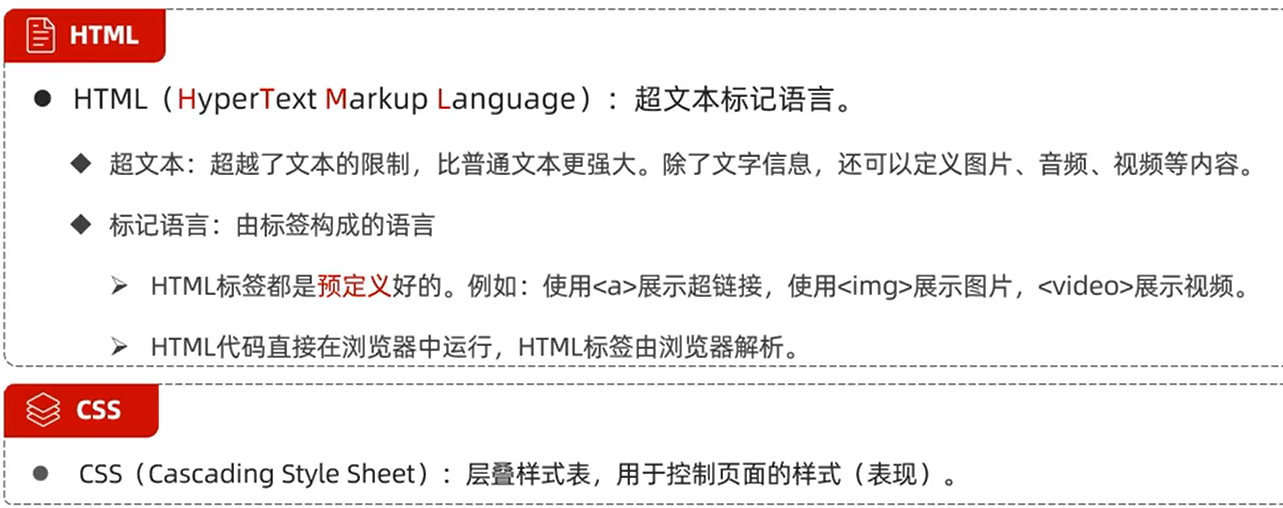 HTML
● HTML（HyperText Markup Language）：超文本标记语言。
◆ 超文本：超越了文本的限制，比普通文本更强大。除了文字信息，还可以定义图片、音频、视频等内容。
◆ 标记语言：由标签构成的语言
➢ HTML标签都是预定义好的。例如：使用<a>展示超链接，使用<img>展示图片，<video>展示视频。
➢ HTML代码直接在浏览器中运行，HTML标签由浏览器解析。
CSS
● CSS（Cascading Style Sheet）：层叠样式表，用于控制页面的样式（表现）。